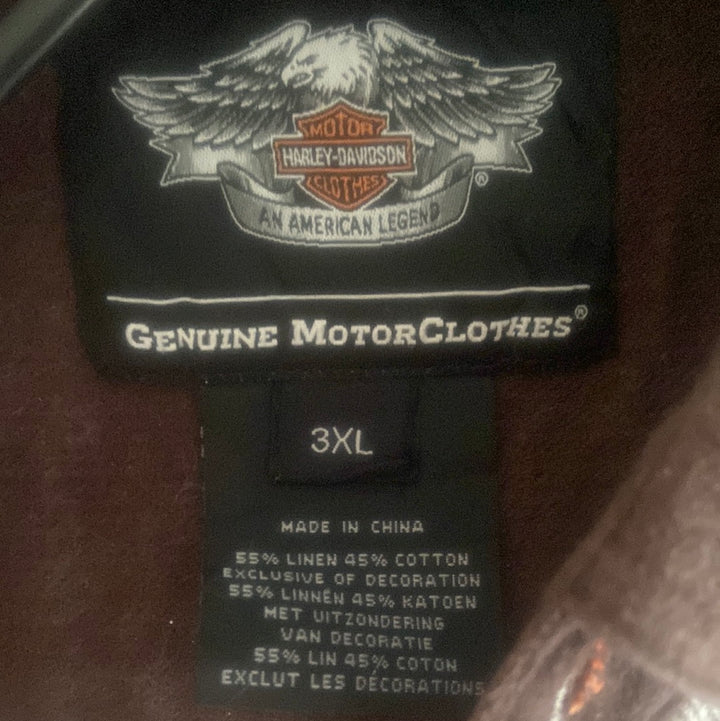 MOTOR
HARLEY-DAVIDSON
CLOTHES
®
AN AMERICAN LEGEND
GENUINE MOTORCLOTHES®
3XL
MADE IN CHINA
55% LINEN 45% COTTON
EXCLUSIVE OF DECORATION
55% LINNEN 45% KATOEN
MET UITZONDERING
VAN DECORATIE
55% LIN 45% COTON
EXCLUT LES DÉCORATIONS